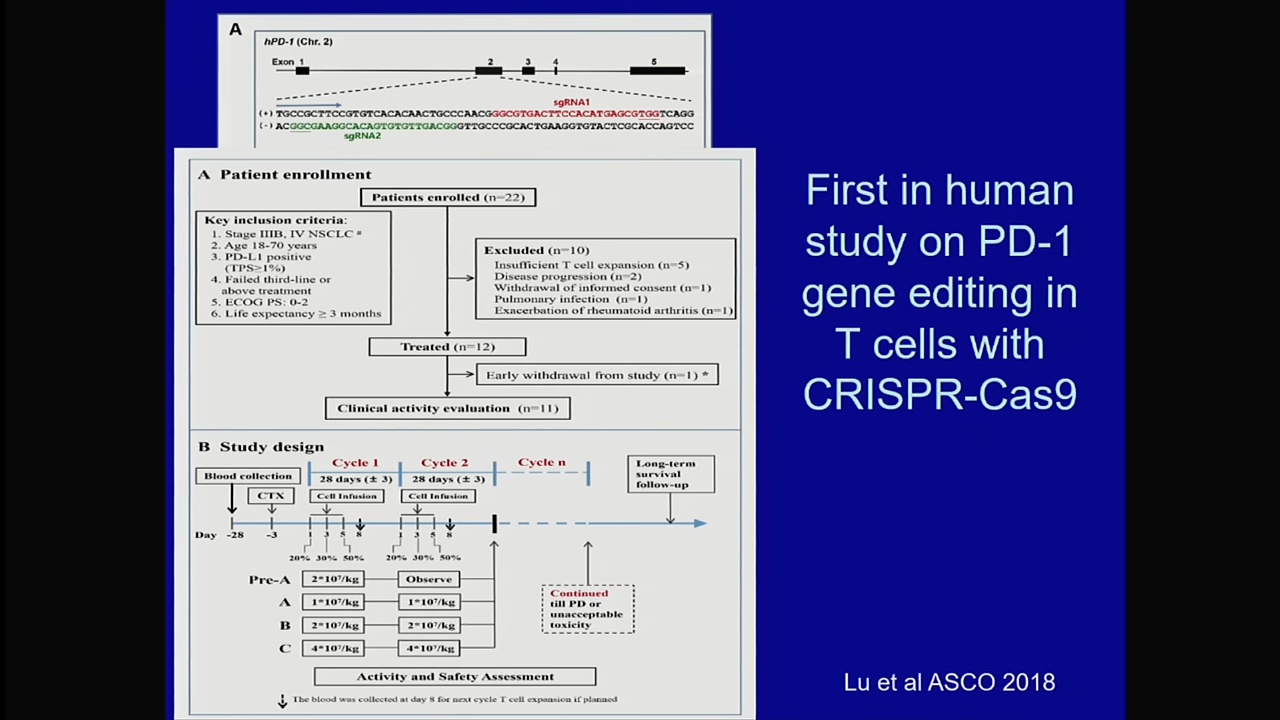 A
hPD-1 (Chr. 2)
Exon 1 2 3 4 5
sgRNA1
(+) TGCCGCTTCCGTGTCACACAACTGCCCAACGGGCGTGACTTCCACATGAGCGTGGTCAGG
(-) ACGGCGAAGGCACAGTGTGTTGACGGGTTGCCCGCACTGAAGGTGTACTCGCACCAGTCC
sgRNA2
A Patient enrollment
Patients enrolled (n=22)
Key inclusion criteria:
1. Stage IIIB, IV NSCLC #
2. Age 18-70 years
3. PD-L1 positive
(TPS≥1%)
4. Failed third-line or
above treatment
5. ECOG PS: 0-2
6. Life expectancy ≥ 3 months
Excluded (n=10)
Insufficient T cell expansion (n=5)
Disease progression (n=2)
Withdrawal of informed consent (n=1)
Pulmonary infection (n=1)
Exacerbation of rheumatoid arthritis (n=1)
Treated (n=12)
Early withdrawal from study (n=1) *
Clinical activity evaluation (n=11)
B Study design
Cycle 1 Cycle 2 Cycle n
Blood collection
28 days (± 3) 28 days (± 3)
Long-term
survival
follow-up
CTX
Cell Infusion Cell Infusion
Day -28 -3 1 3 5 8 1 3 5 8
20% 30% 50% 20% 30% 50%
Pre-A 2*10⁷/kg Observe
A 1*10⁷/kg 1*10⁷/kg
B 2*10⁷/kg 2*10⁷/kg
C 4*10⁷/kg 4*10⁷/kg
Continued
till PD or
unacceptable
toxicity
Activity and Safety Assessment
The blood was collected at day 8 for next cycle T cell expansion if planned
First in human
study on PD-1
gene editing in
T cells with
CRISPR-Cas9
Lu et al ASCO 2018